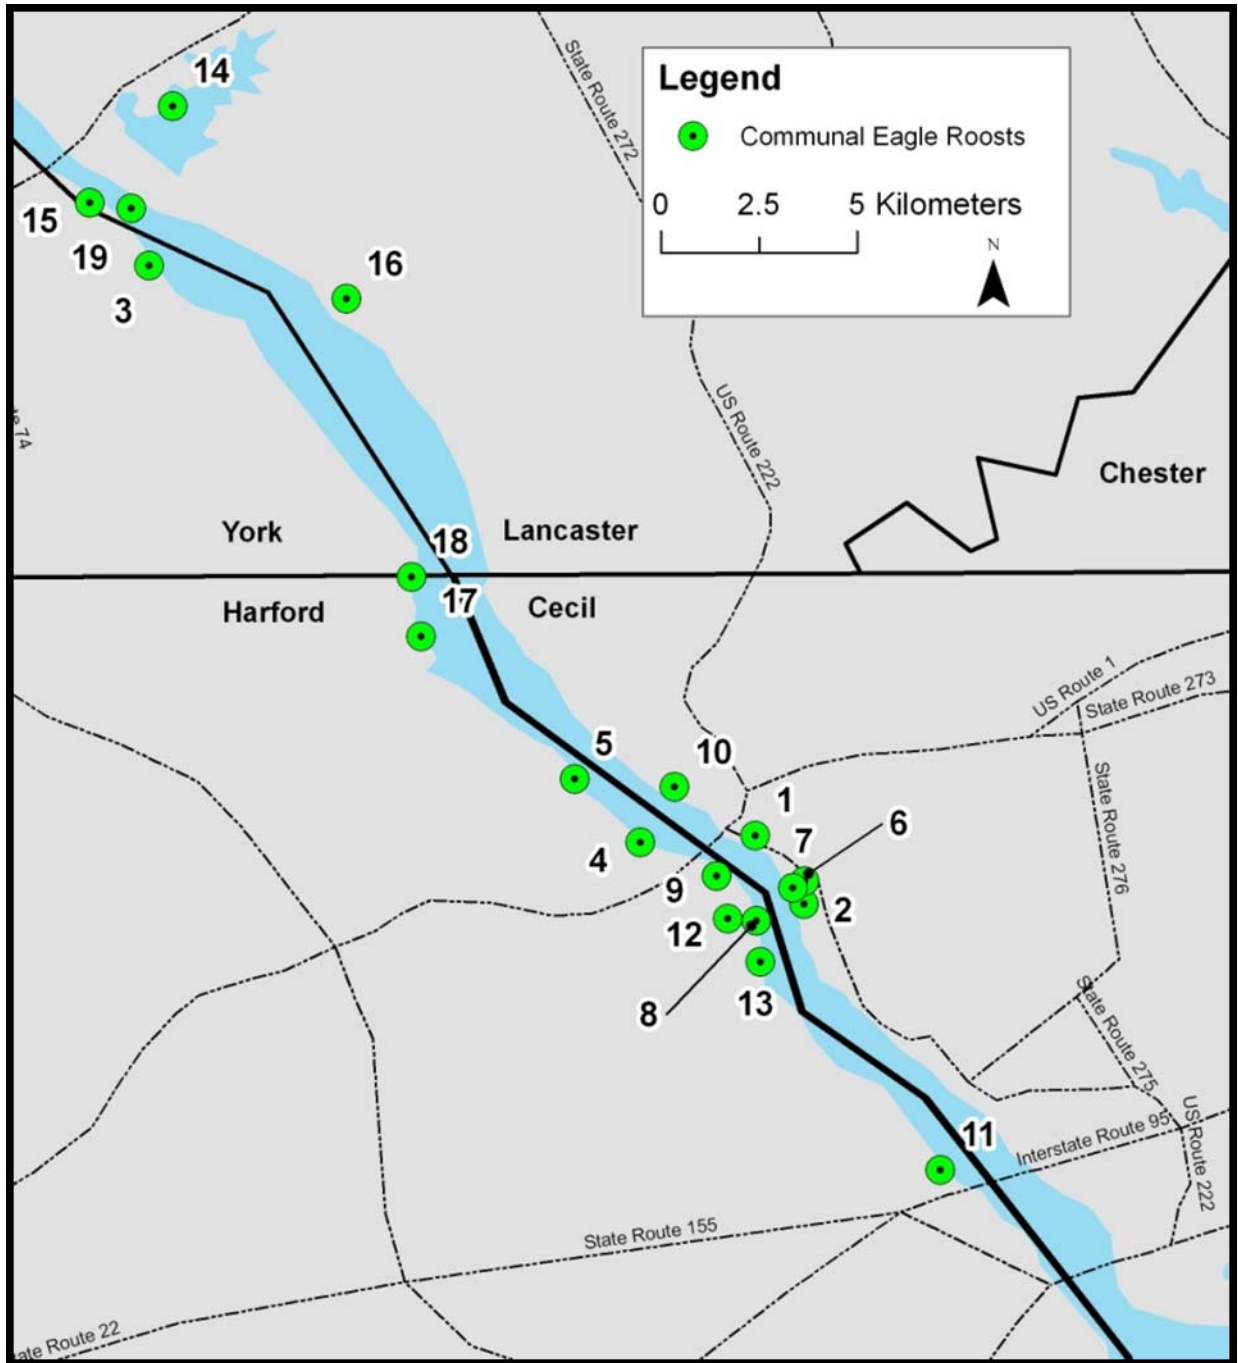 14
State Route 272
Legend
Communal Eagle Roosts
0 2.5 5 Kilometers
N
15
19
3
16
te 74
US Route 222
Chester
York
Lancaster
18
17
Harford
Cecil
US Route 1
State Route 273
5
10
1
6
7
State Route 276
4
9
2
12
8
13
State Route 275
11
Interstate Route 95
US Route 222
State Route 155
ate Route 22